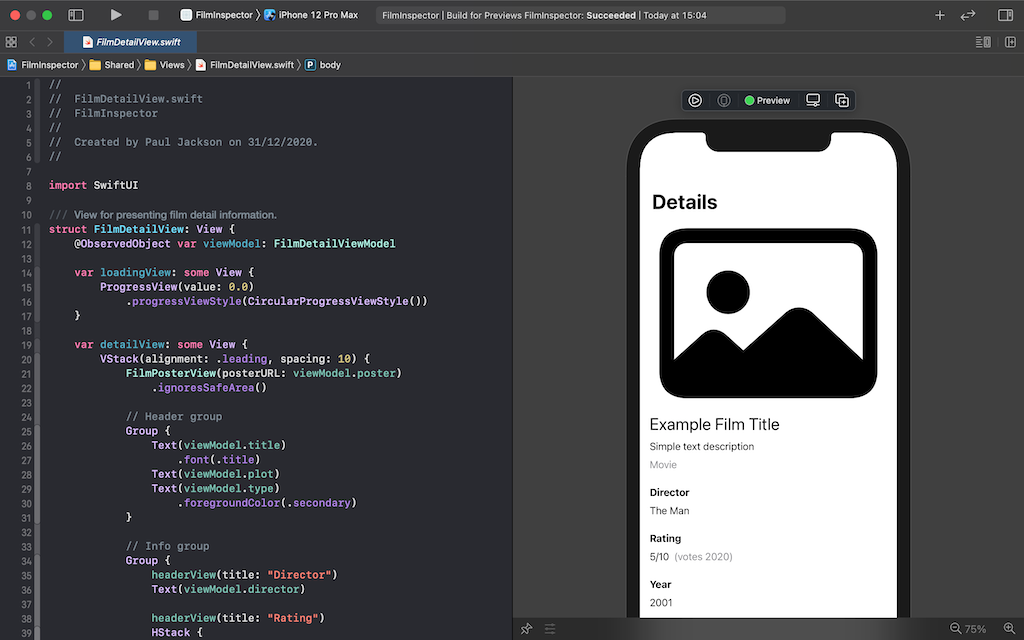 FilmInspector 〉 iPhone 12 Pro Max
FilmInspector | Build for Previews FilmInspector: Succeeded | Today at 15:04
FilmDetailView.swift
FilmInspector 〉 Shared 〉 Views 〉 FilmDetailView.swift 〉 P body
1 //
2 //  FilmDetailView.swift
3 //  FilmInspector
4 //
5 //  Created by Paul Jackson on 31/12/2020.
6 //
7
8 import SwiftUI
9
10 /// View for presenting film detail information.
11 struct FilmDetailView: View {
12     @ObservedObject var viewModel: FilmDetailViewModel
13
14     var loadingView: some View {
15         ProgressView(value: 0.0)
16             .progressViewStyle(CircularProgressViewStyle())
17     }
18
19     var detailView: some View {
20         VStack(alignment: .leading, spacing: 10) {
21             FilmPosterView(posterURL: viewModel.poster)
22                 .ignoresSafeArea()
23
24             // Header group
25             Group {
26                 Text(viewModel.title)
27                     .font(.title)
28                 Text(viewModel.plot)
29                 Text(viewModel.type)
30                     .foregroundColor(.secondary)
31             }
32
33             // Info group
34             Group {
35                 headerView(title: "Director")
36                 Text(viewModel.director)
37
38                 headerView(title: "Rating")
39                 HStack {
Preview
Details
Example Film Title
Simple text description
Movie
Director
The Man
Rating
5/10 (votes 2020)
Year
2001
75%